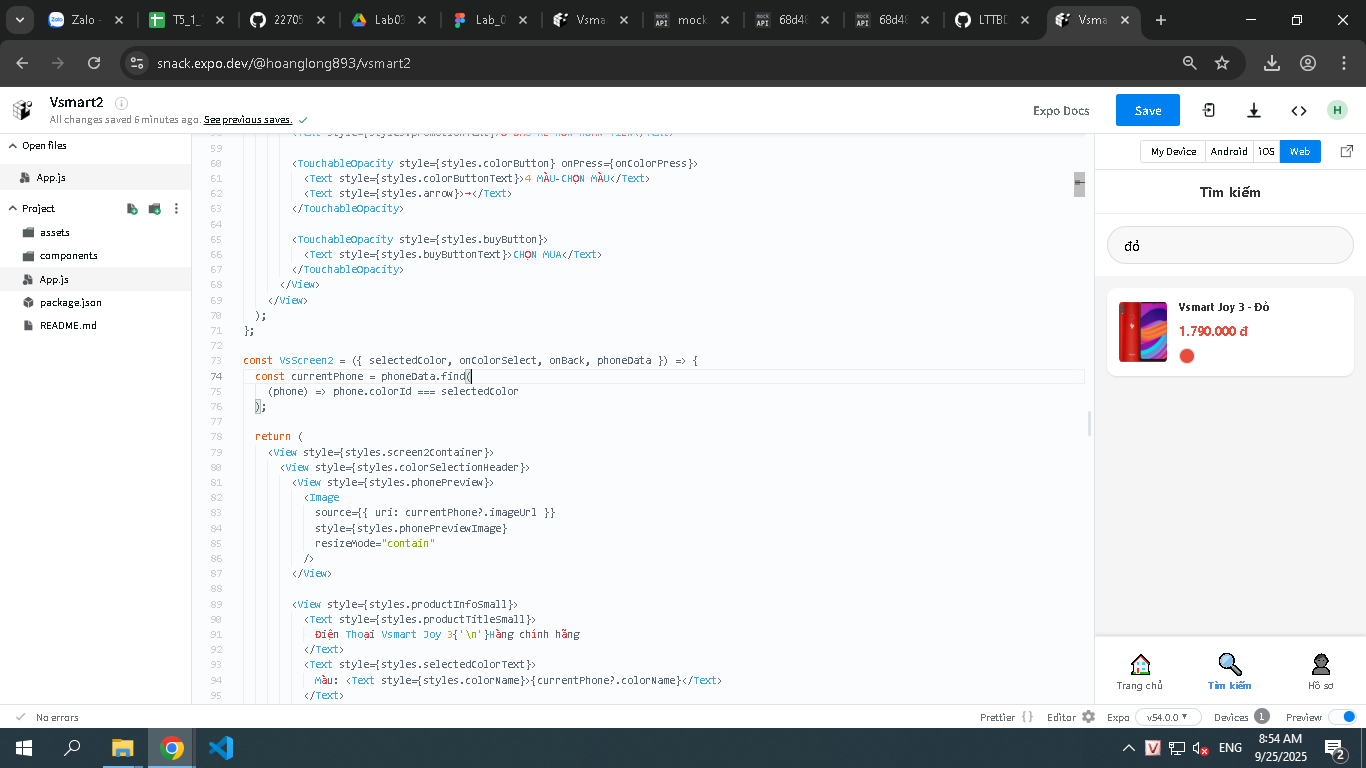 Zalo -
T5_1_
22705
Lab03
Lab_0
Vsma
mock
68d48
68d48
LTTBD
Vsma
snack.expo.dev/@hoanglong893/vsmart2
Vsmart2
All changes saved 6 minutes ago. See previous saves.
Expo Docs
Save
H
Open files
App.js
Project
assets
components
App.js
package.json
README.md
59
60 <TouchableOpacity style={styles.colorButton} onPress={onColorPress}>
61 <Text style={styles.colorButtonText}>4 MÀU-CHỌN MÀU</Text>
62 <Text style={styles.arrow}>→</Text>
63 </TouchableOpacity>
64
65 <TouchableOpacity style={styles.buyButton}>
66 <Text style={styles.buyButtonText}>CHỌN MUA</Text>
67 </TouchableOpacity>
68 </View>
69 </View>
70 );
71 };
72
73 const VsScreen2 = ({ selectedColor, onColorSelect, onBack, phoneData }) => {
74 const currentPhone = phoneData.find(
75 (phone) => phone.colorId === selectedColor
76 );
77
78 return (
79 <View style={styles.screen2Container}>
80 <View style={styles.colorSelectionHeader}>
81 <View style={styles.phonePreview}>
82 <Image
83 source={{ uri: currentPhone?.imageUrl }}
84 style={styles.phonePreviewImage}
85 resizeMode="contain"
86 />
87 </View>
88
89 <View style={styles.productInfoSmall}>
90 <Text style={styles.productTitleSmall}>
91 Điện Thoại Vsmart Joy 3{'\n'}Hàng chính hãng
92 </Text>
93 <Text style={styles.selectedColorText}>
94 Màu: <Text style={styles.colorName}>{currentPhone?.colorName}</Text>
95 </Text>
My Device Android iOS Web
Tìm kiếm
đỏ
Vsmart Joy 3 - Đỏ
1.790.000 đ
Trang chủ
Tìm kiếm
Hồ sơ
No errors
Prettier {}
Editor
Expo v54.0.0
Devices 1
Preview
V
ENG
8:54 AM
9/25/2025
2